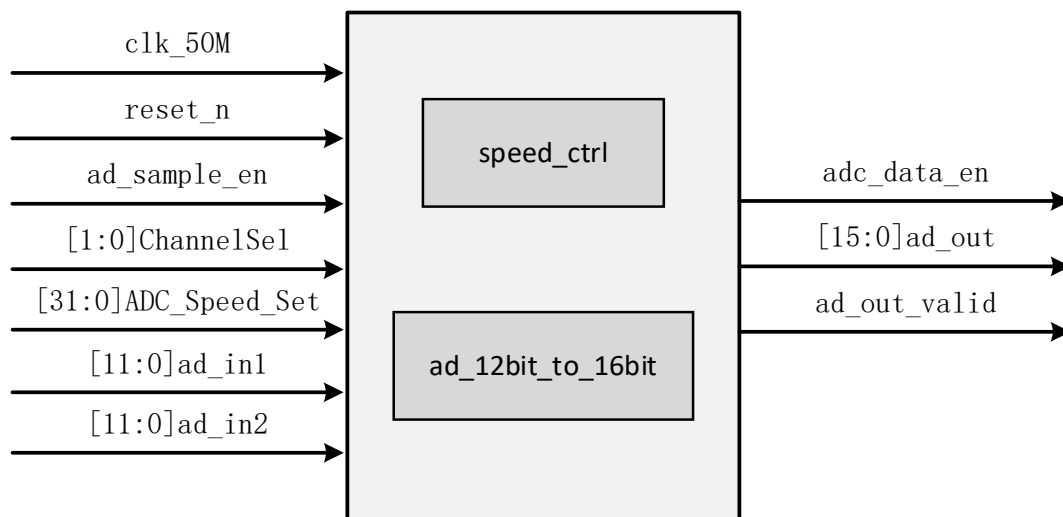 clk_50M
reset_n
ad_sample_en
[1:0]ChannelSel
[31:0]ADC_Speed_Set
[11:0]ad_in1
[11:0]ad_in2
speed_ctrl
ad_12bit_to_16bit
adc_data_en
[15:0]ad_out
ad_out_valid